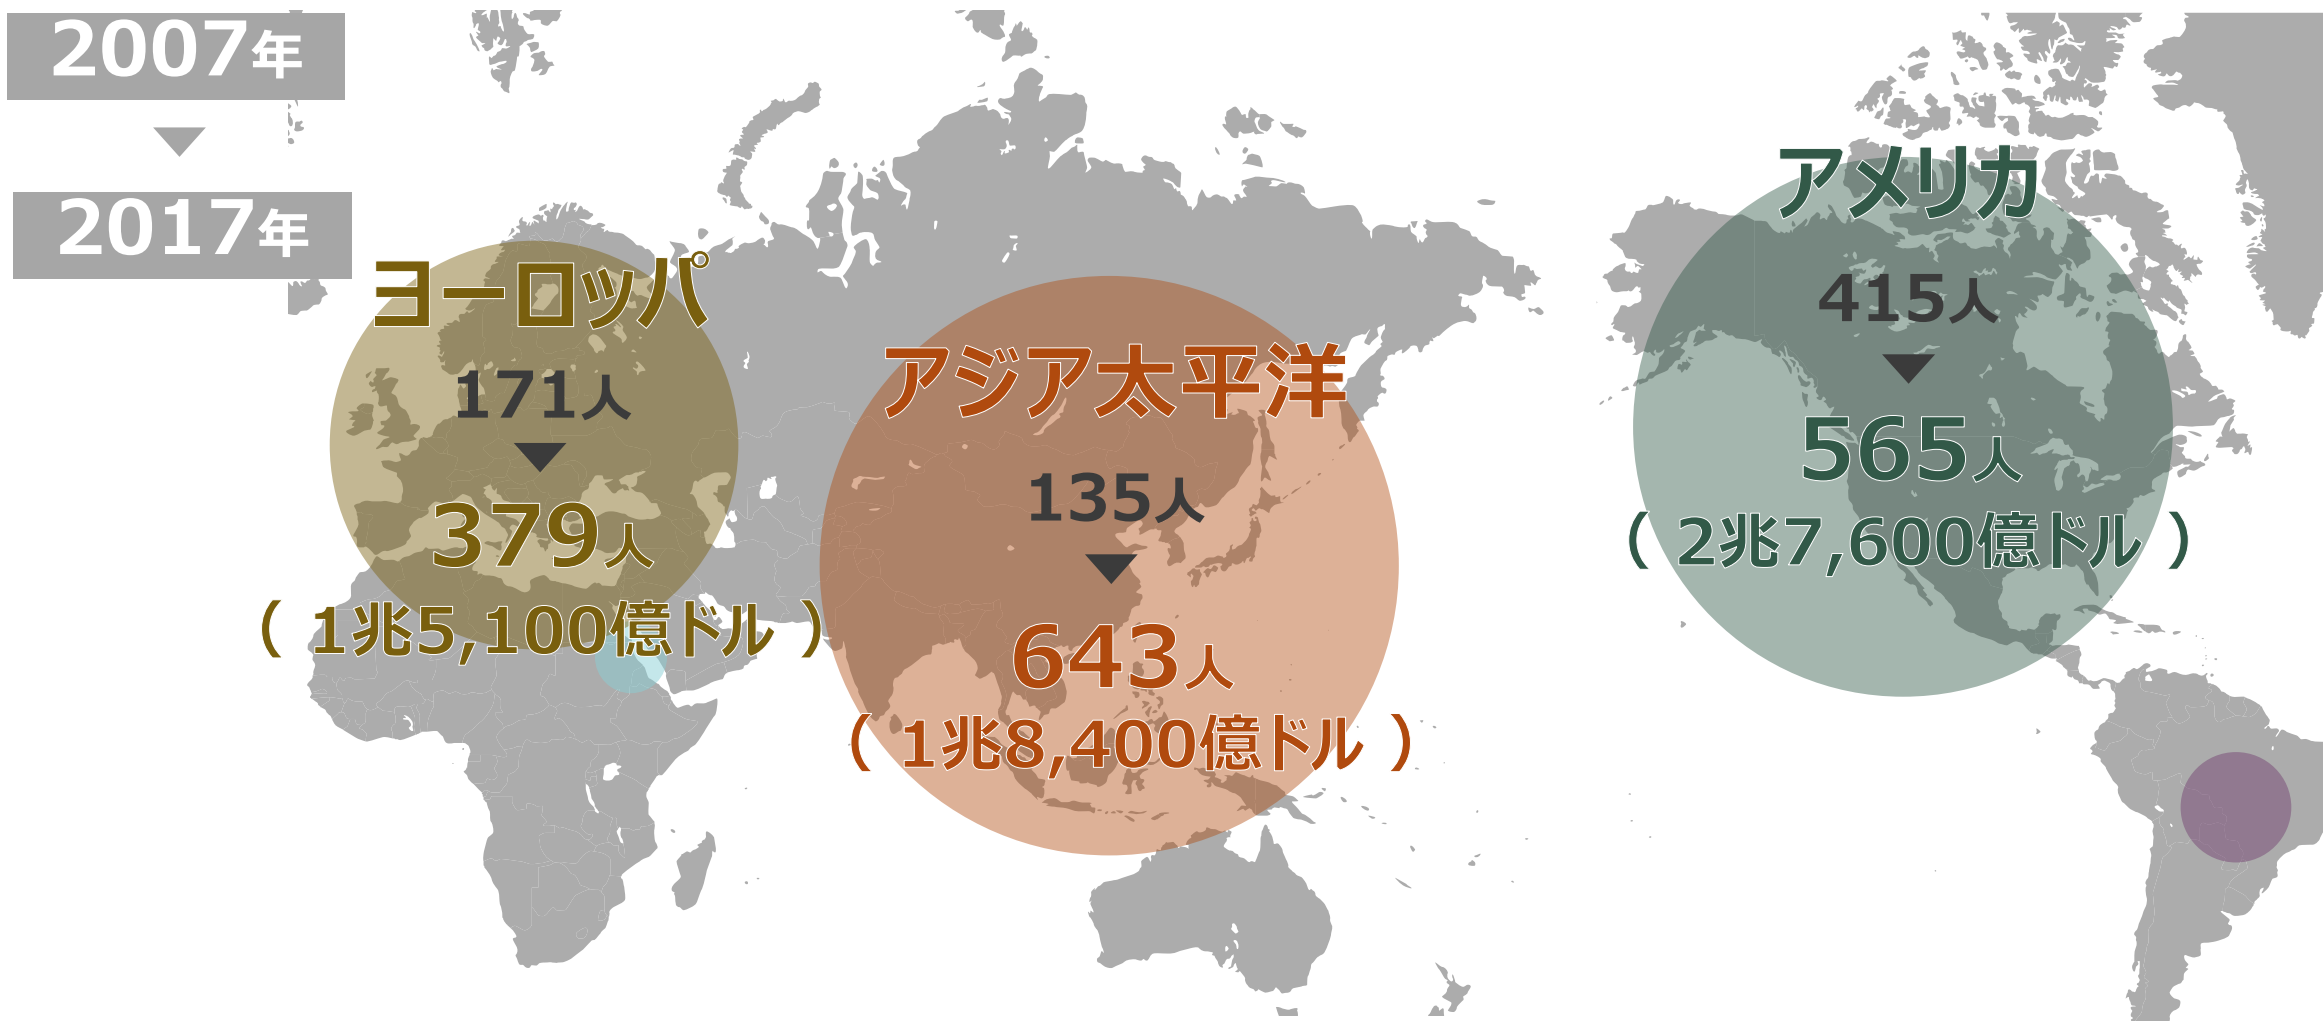 2007年
2017年
ヨーロッパ
171人
379人
( 1兆5,100億ドル )
アジア太平洋
135人
643人
( 1兆8,400億ドル )
アメリカ
415人
565人
( 2兆7,600億ドル )